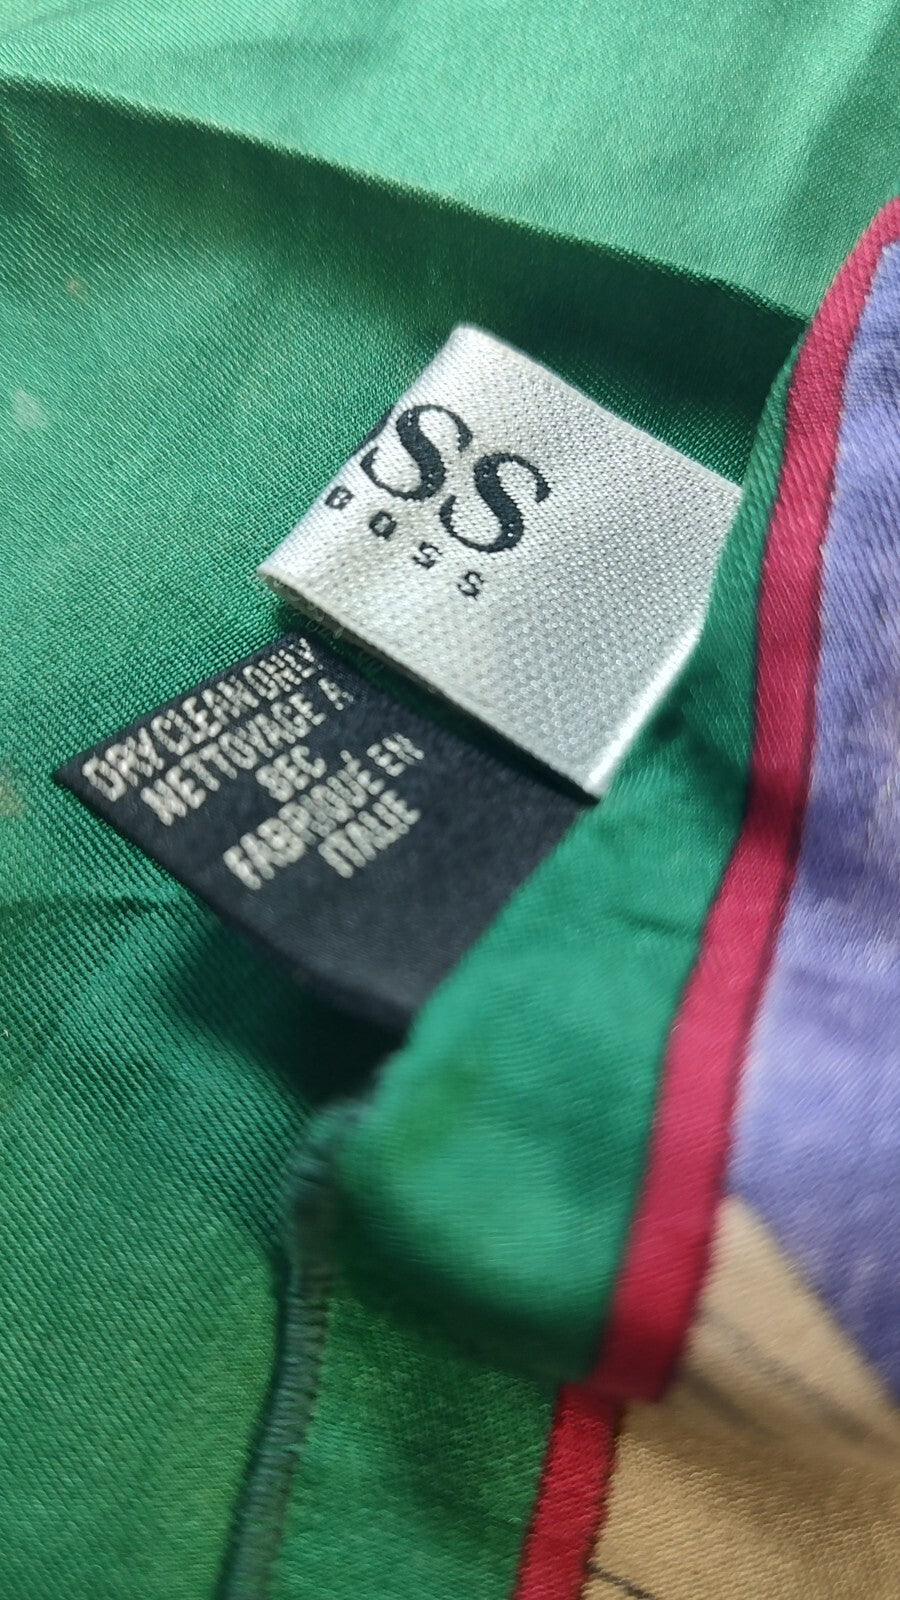 SS
BOSS
DRY CLEAN ONLY
NETTOYAGE A
SEC
FABRIQUÉ EN
ITALIE